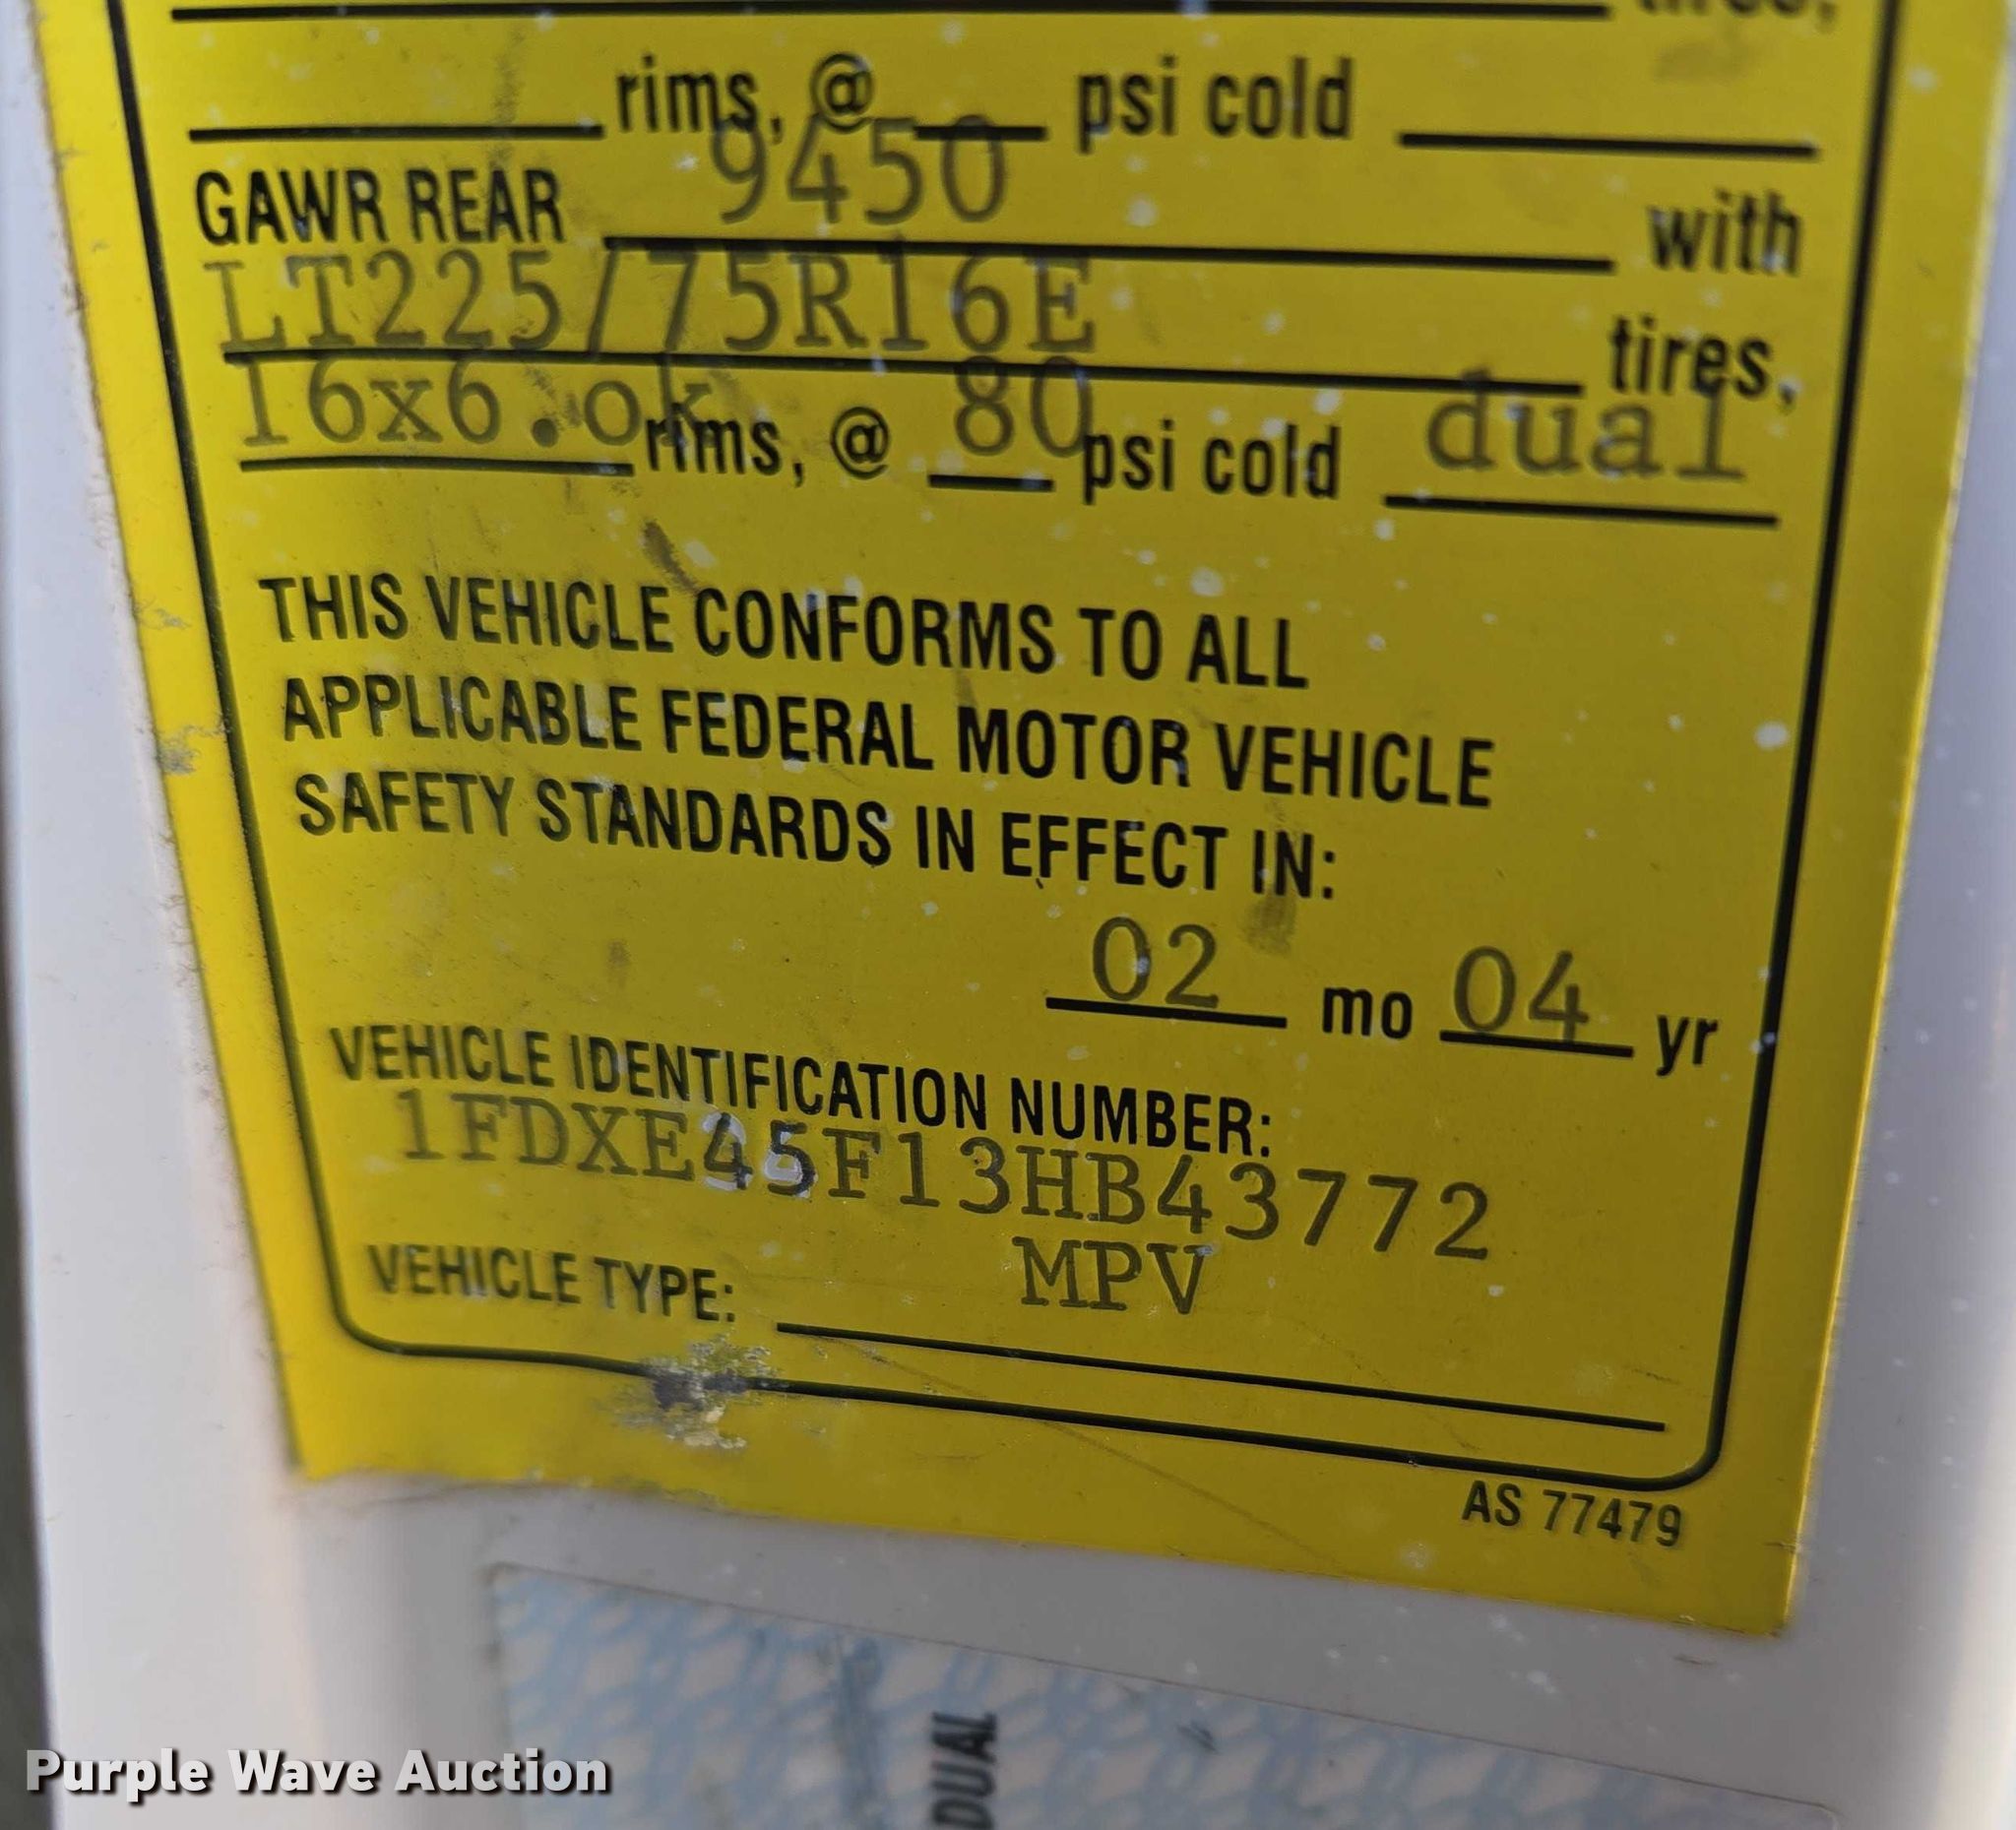 tires,
rims, @ psi cold
GAWR REAR 9450 with
LT225/75R16E tires,
16x6.ok rims, @ 80 psi cold dual
THIS VEHICLE CONFORMS TO ALL
APPLICABLE FEDERAL MOTOR VEHICLE
SAFETY STANDARDS IN EFFECT IN:
02 mo 04 yr
VEHICLE IDENTIFICATION NUMBER:
1FDXE45F13HB43772
VEHICLE TYPE: MPV
AS 77479
DUAL
Purple Wave Auction